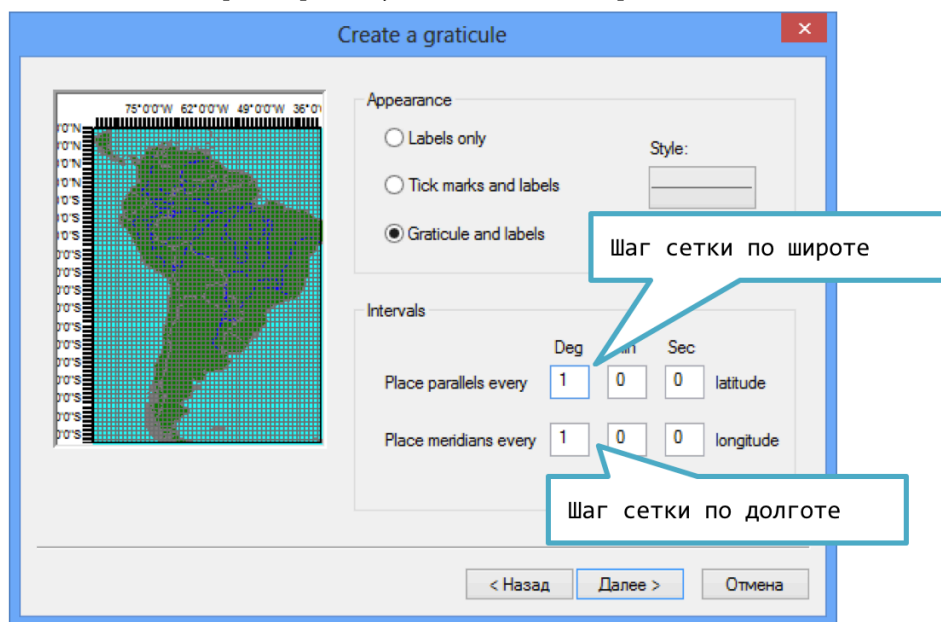 Create a graticule
75°0'0"W 62°0'0"W 49°0'0"W 36°0'
Appearance
Labels only
Style:
Tick marks and labels
Graticule and labels
Шаг сетки по широте
Intervals
Deg Sec
Place parallels every 1 0 0 latitude
Place meridians every 1 0 0 longitude
Шаг сетки по долготе
< Назад Далее > Отмена